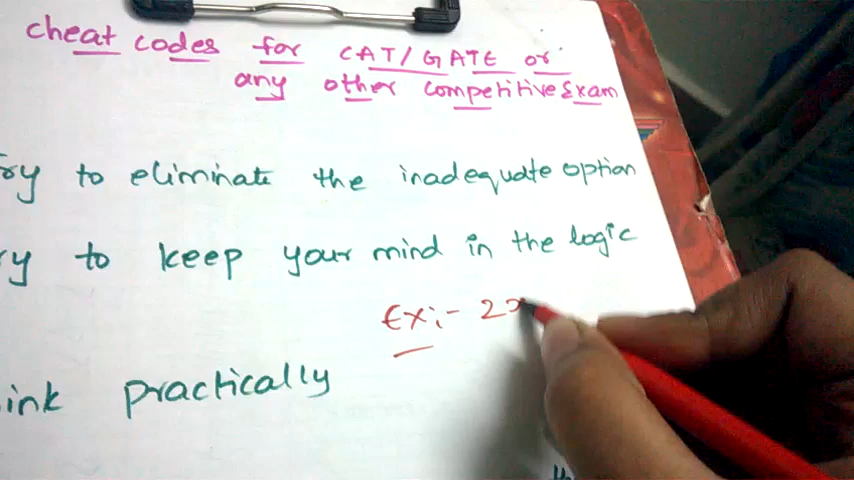 cheat codes for CAT/GATE or
any other competitive Exam
to eliminate the inadequate option
to keep your mind in the logic
Ex:- 2
practically